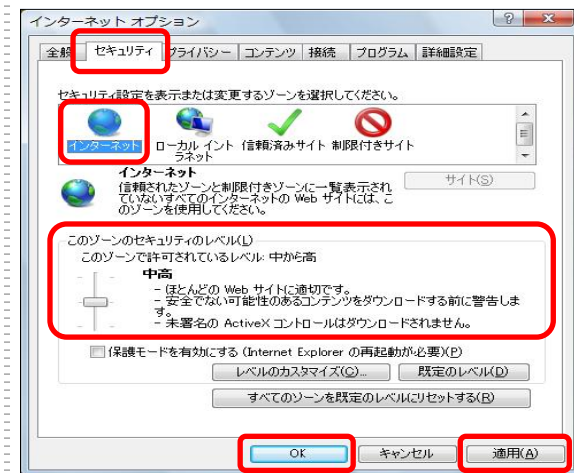 インターネット オプション
全般 セキュリティ プライバシー コンテンツ 接続 プログラム 詳細設定
セキュリティ設定を表示または変更するゾーンを選択してください。
インターネット ローカル イント 信頼済みサイト 制限付きサイト
ラネット
インターネット
サイト(S)
信頼されたゾーンと制限付きゾーンに一覧表示され
ていないすべてのインターネットの Web サイトには、こ
のゾーンを使用してください。
このゾーンのセキュリティのレベル(L)
このゾーンで許可されているレベル: 中から高
中高
- ほとんどの Web サイトに適切です。
- 安全でない可能性のあるコンテンツをダウンロードする前に警告しま
す。
- 未署名の ActiveX コントロールはダウンロードされません。
保護モードを有効にする (Internet Explorer の再起動が必要)(P)
レベルのカスタマイズ(C)... 既定のレベル(D)
すべてのゾーンを既定のレベルにリセットする(R)
OK キャンセル 適用(A)